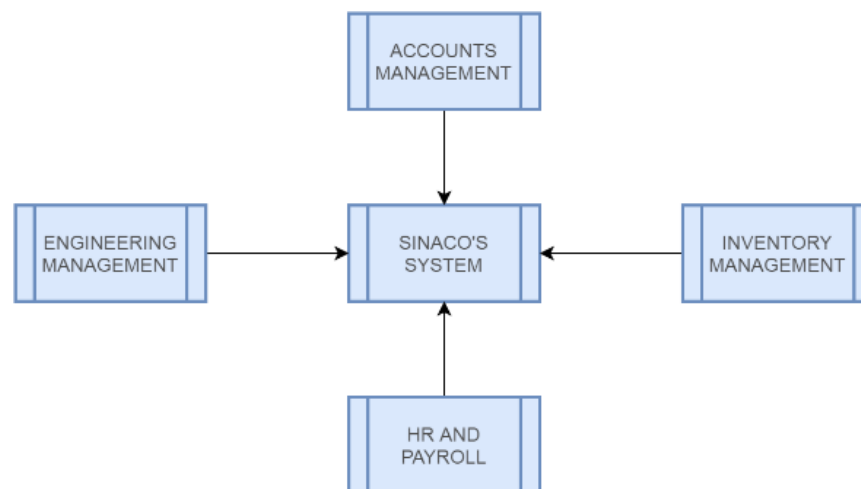 ACCOUNTS
MANAGEMENT
ENGINEERING
MANAGEMENT
SINACO'S
SYSTEM
INVENTORY
MANAGEMENT
HR AND
PAYROLL